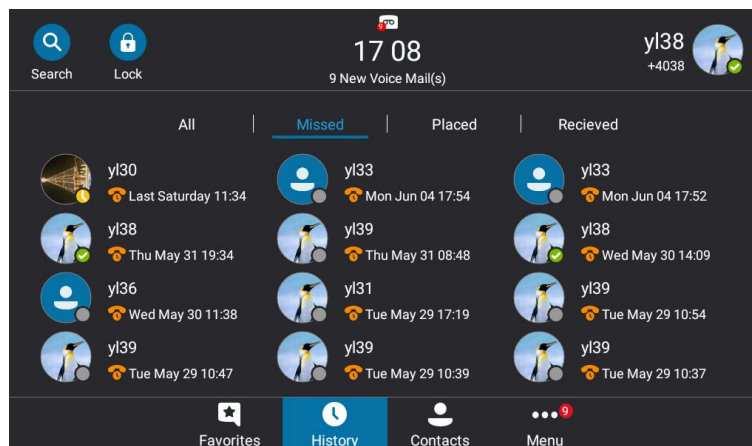 9
17 08
9 New Voice Mail(s)
Search
Lock
yl38
+4038
All
Missed
Placed
Recieved
yl30
Last Saturday 11:34
yl33
Mon Jun 04 17:54
yl33
Mon Jun 04 17:52
yl38
Thu May 31 19:34
yl39
Thu May 31 08:48
yl38
Wed May 30 14:09
yl36
Wed May 30 11:38
yl31
Tue May 29 17:19
yl39
Tue May 29 10:54
yl39
Tue May 29 10:47
yl39
Tue May 29 10:39
yl39
Tue May 29 10:37
Favorites
History
Contacts
9
Menu